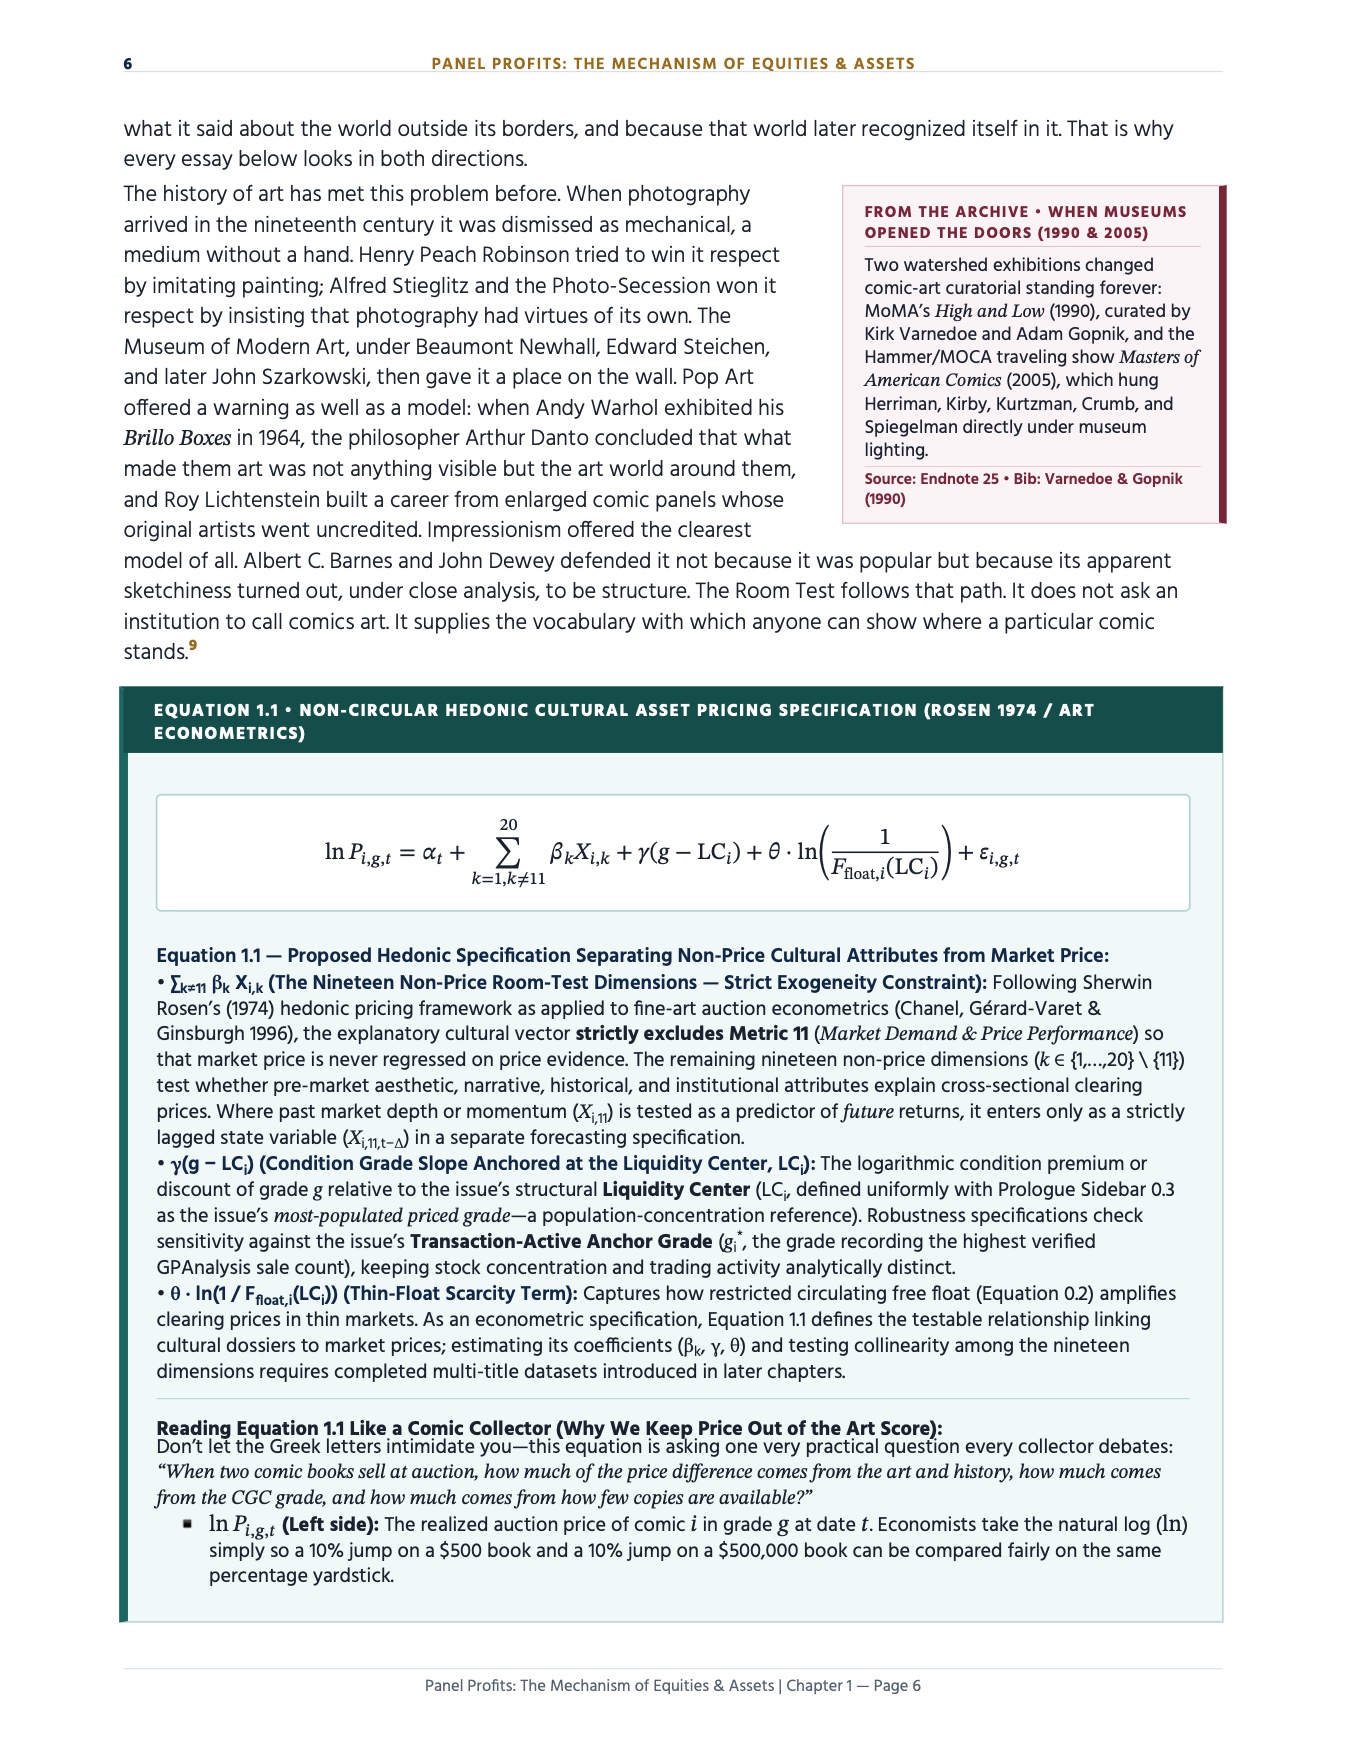 6
PANEL PROFITS: THE MECHANISM OF EQUITIES & ASSETS
what it said about the world outside its borders, and because that world later recognized itself in it. That is why
every essay below looks in both directions.
The history of art has met this problem before. When photography
arrived in the nineteenth century it was dismissed as mechanical, a
medium without a hand. Henry Peach Robinson tried to win it respect
by imitating painting; Alfred Stieglitz and the Photo-Secession won it
respect by insisting that photography had virtues of its own. The
Museum of Modern Art, under Beaumont Newhall, Edward Steichen,
and later John Szarkowski, then gave it a place on the wall. Pop Art
offered a warning as well as a model: when Andy Warhol exhibited his
Brillo Boxes in 1964, the philosopher Arthur Danto concluded that what
made them art was not anything visible but the art world around them,
and Roy Lichtenstein built a career from enlarged comic panels whose
original artists went uncredited. Impressionism offered the clearest
model of all. Albert C. Barnes and John Dewey defended it not because it was popular but because its apparent
sketchiness turned out, under close analysis, to be structure. The Room Test follows that path. It does not ask an
institution to call comics art. It supplies the vocabulary with which anyone can show where a particular comic
stands.⁹
FROM THE ARCHIVE • WHEN MUSEUMS
OPENED THE DOORS (1990 & 2005)
Two watershed exhibitions changed
comic-art curatorial standing forever:
MoMA's High and Low (1990), curated by
Kirk Varnedoe and Adam Gopnik, and the
Hammer/MOCA traveling show Masters of
American Comics (2005), which hung
Herriman, Kirby, Kurtzman, Crumb, and
Spiegelman directly under museum
lighting.
Source: Endnote 25 • Bib: Varnedoe & Gopnik
(1990)
EQUATION 1.1 • NON-CIRCULAR HEDONIC CULTURAL ASSET PRICING SPECIFICATION (ROSEN 1974 / ART
ECONOMETRICS)
ln P_{i,g,t} = α_t + ∑_{k=1,k≠11}^{20} β_k X_{i,k} + γ(g − LC_i) + θ · ln(1 / F_{float,i}(LC_i)) + ε_{i,g,t}
Equation 1.1 — Proposed Hedonic Specification Separating Non-Price Cultural Attributes from Market Price:
• ∑_{k≠11} β_k X_{i,k} (The Nineteen Non-Price Room-Test Dimensions — Strict Exogeneity Constraint): Following Sherwin
Rosen's (1974) hedonic pricing framework as applied to fine-art auction econometrics (Chanel, Gérard-Varet &
Ginsburgh 1996), the explanatory cultural vector strictly excludes Metric 11 (Market Demand & Price Performance) so
that market price is never regressed on price evidence. The remaining nineteen non-price dimensions (k ∈ {1,…,20} \ {11})
test whether pre-market aesthetic, narrative, historical, and institutional attributes explain cross-sectional clearing
prices. Where past market depth or momentum (X_{i,11}) is tested as a predictor of future returns, it enters only as a strictly
lagged state variable (X_{i,11,t−Δ}) in a separate forecasting specification.
• γ(g − LC_i) (Condition Grade Slope Anchored at the Liquidity Center, LC_i): The logarithmic condition premium or
discount of grade g relative to the issue's structural Liquidity Center (LC_i, defined uniformly with Prologue Sidebar 0.3
as the issue's most-populated priced grade—a population-concentration reference). Robustness specifications check
sensitivity against the issue's Transaction-Active Anchor Grade (g_i^*, the grade recording the highest verified
GPAnalysis sale count), keeping stock concentration and trading activity analytically distinct.
• θ · ln(1 / F_{float,i}(LC_i)) (Thin-Float Scarcity Term): Captures how restricted circulating free float (Equation 0.2) amplifies
clearing prices in thin markets. As an econometric specification, Equation 1.1 defines the testable relationship linking
cultural dossiers to market prices; estimating its coefficients (β_k, γ, θ) and testing collinearity among the nineteen
dimensions requires completed multi-title datasets introduced in later chapters.
Reading Equation 1.1 Like a Comic Collector (Why We Keep Price Out of the Art Score):
Don't let the Greek letters intimidate you—this equation is asking one very practical question every collector debates:
“When two comic books sell at auction, how much of the price difference comes from the art and history, how much comes
from the CGC grade, and how much comes from how few copies are available?”
▪ ln P_{i,g,t} (Left side): The realized auction price of comic i in grade g at date t. Economists take the natural log (ln)
simply so a 10% jump on a $500 book and a 10% jump on a $500,000 book can be compared fairly on the same
percentage yardstick.
Panel Profits: The Mechanism of Equities & Assets | Chapter 1 — Page 6